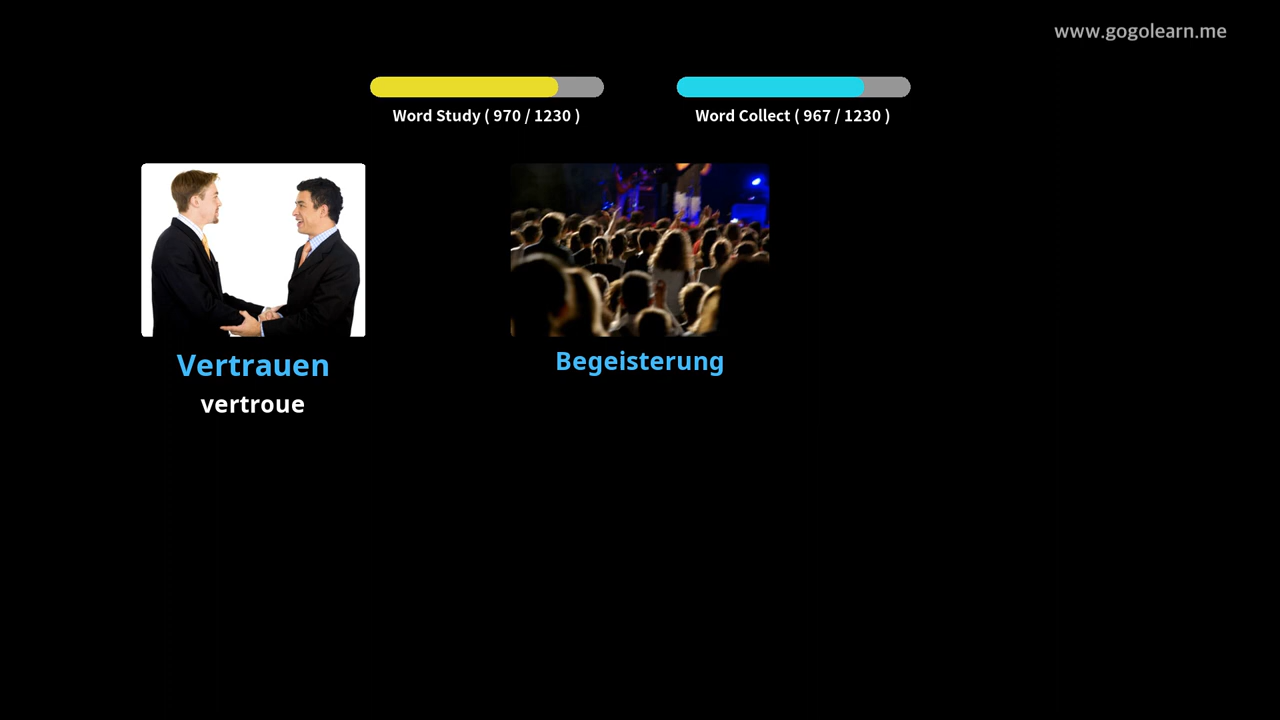 www.gogolearn.me
Word Study ( 970 / 1230 )
Word Collect ( 967 / 1230 )
Vertrauen
vertroue
Begeisterung